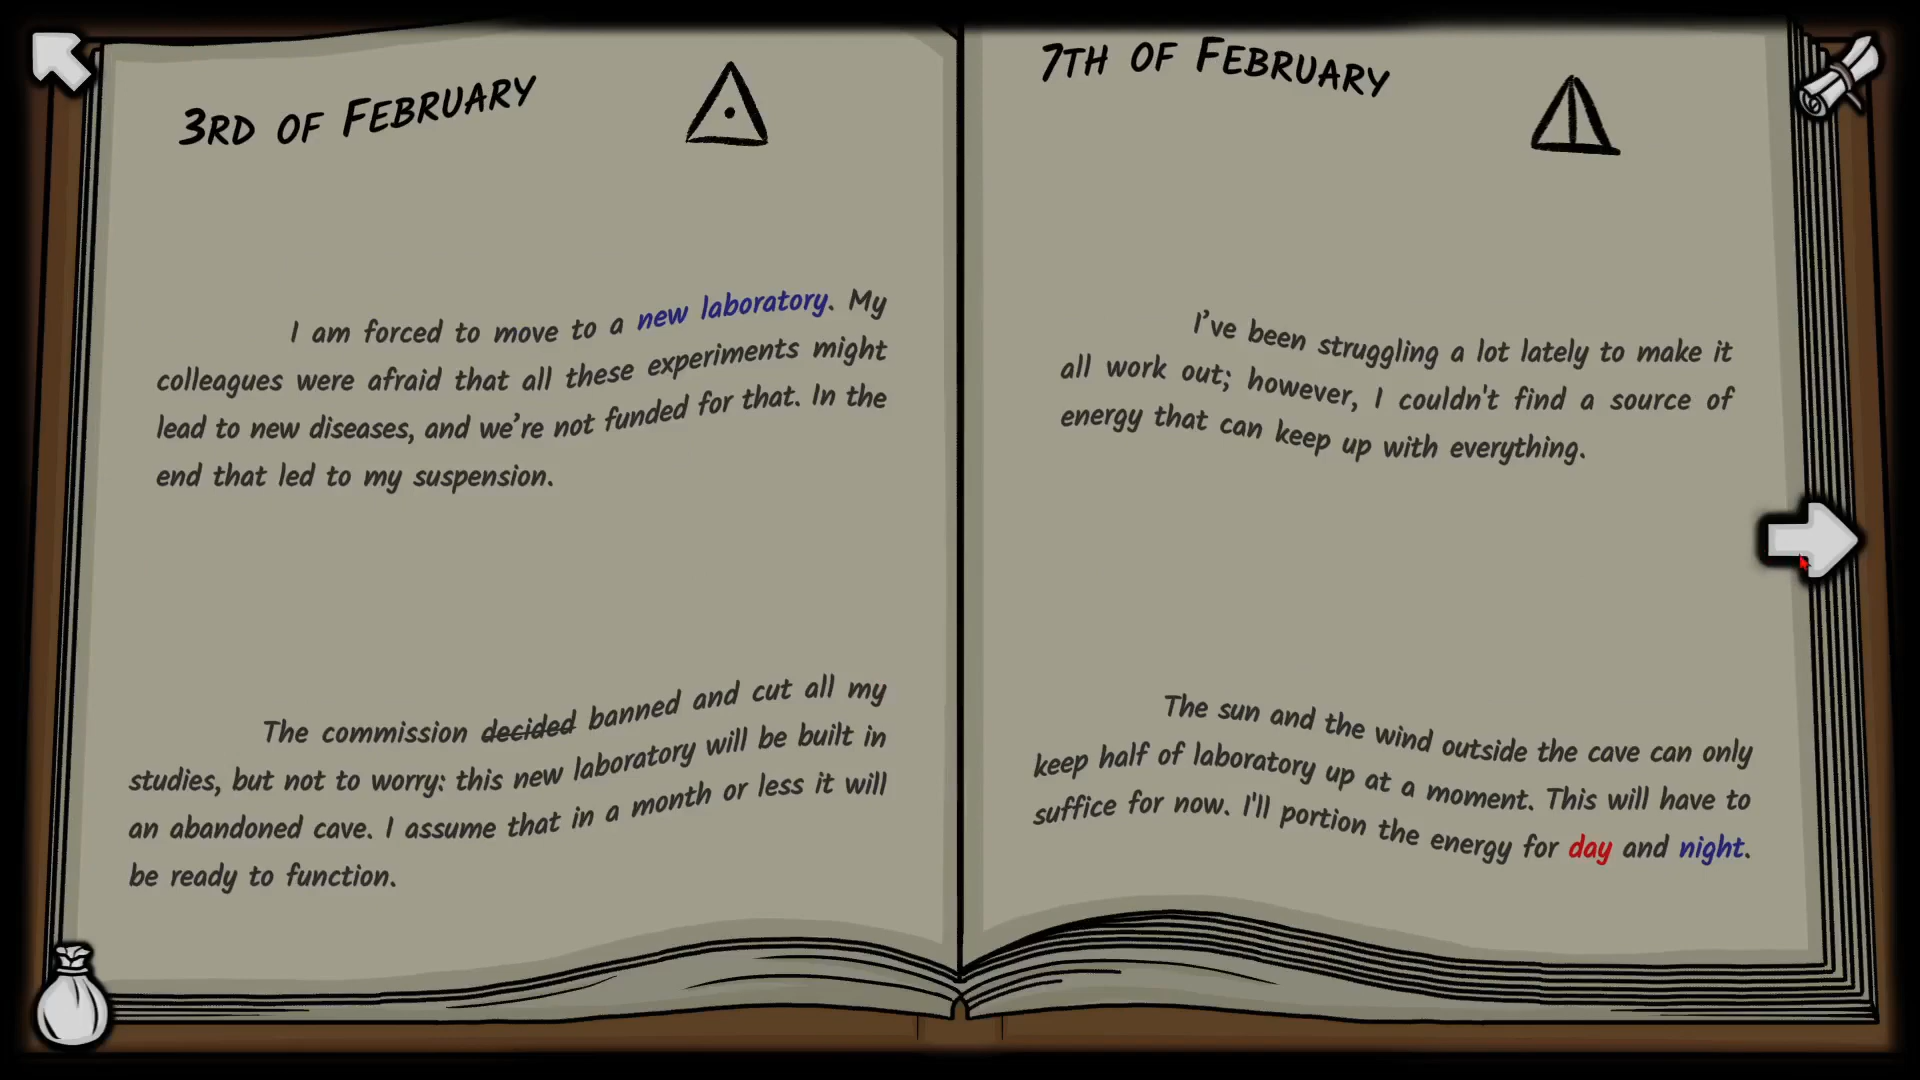 3RD OF FEBRUARY
I am forced to move to a new laboratory. My
colleagues were afraid that all these experiments might
lead to new diseases, and we're not funded for that. In the
end that led to my suspension.
The commission decided banned and cut all my
studies, but not to worry: this new laboratory will be built in
an abandoned cave. I assume that in a month or less it will
be ready to function.
7TH OF FEBRUARY
I've been struggling a lot lately to make it
all work out; however, I couldn't find a source of
energy that can keep up with everything.
The sun and the wind outside the cave can only
keep half of laboratory up at a moment. This will have to
suffice for now. I'll portion the energy for day and night.